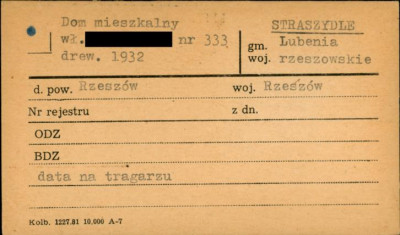 Dom mieszkalny
wł. nr 333
drew. 1932
STRASZYDLE
gm. Lubenia
woj. rzeszowskie
d. pow. Rzeszów woj. Rzeszów
Nr rejestru z dn.
ODZ
BDZ
data na tragarzu
Kolb. 1227.81 10.000 A-7